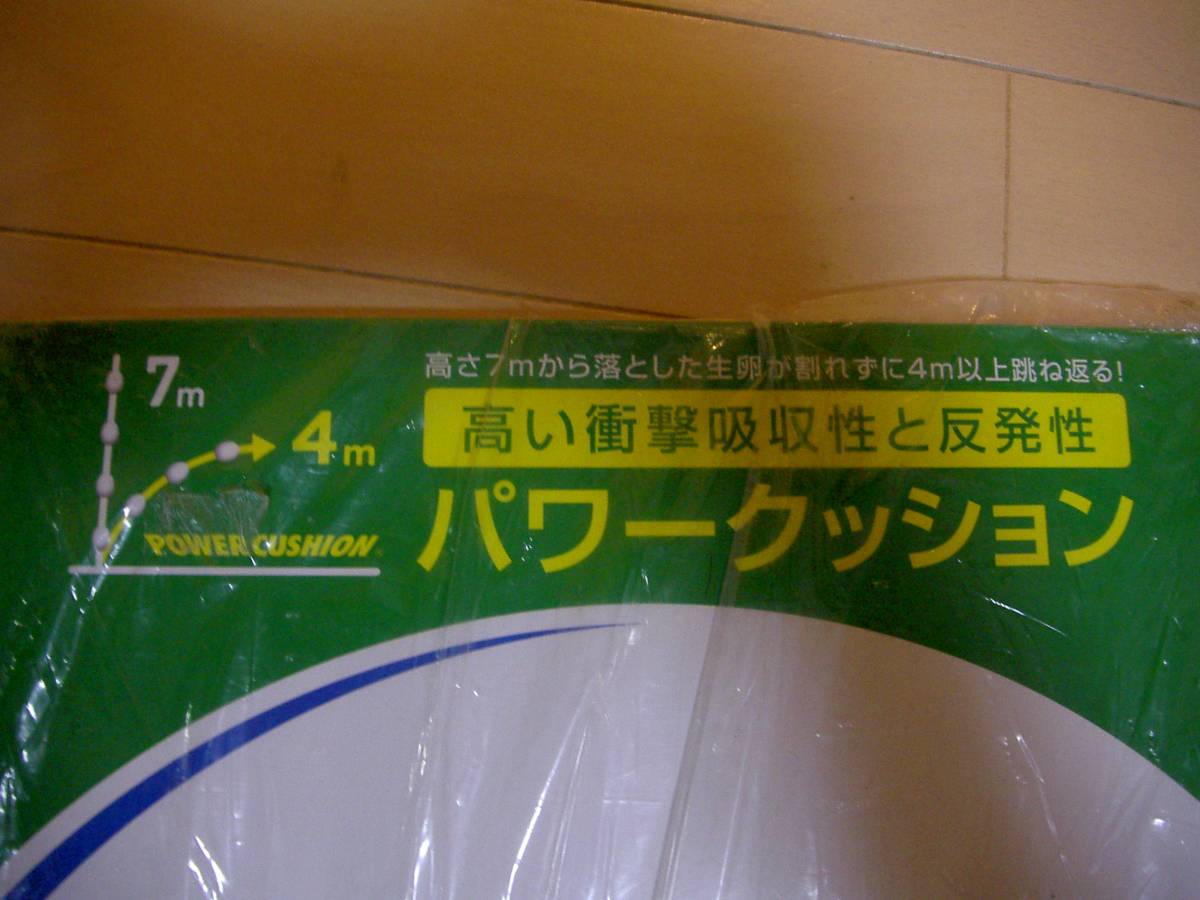 7m
4m
POWER CUSHION®
高さ7mから落とした生卵が割れずに4m以上跳ね返る!
高い衝撃吸収性と反発性
パワークッション